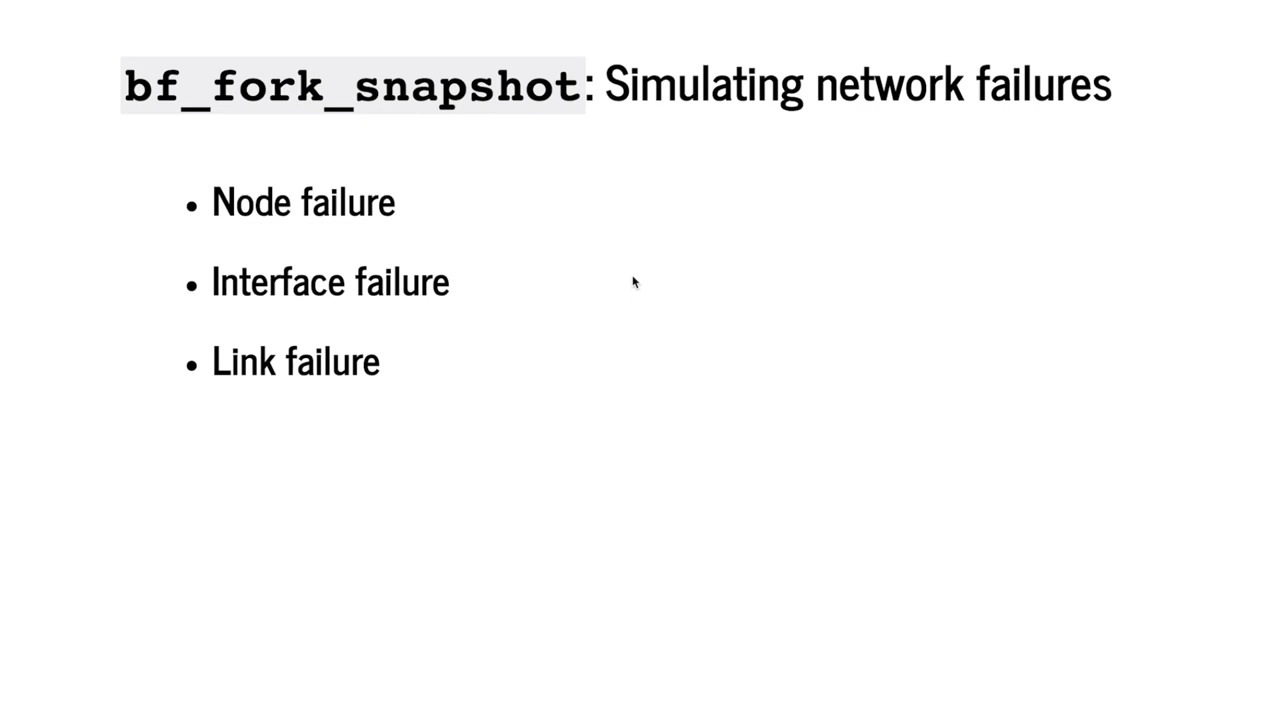 bf_fork_snapshot: Simulating network failures
• Node failure
• Interface failure
• Link failure